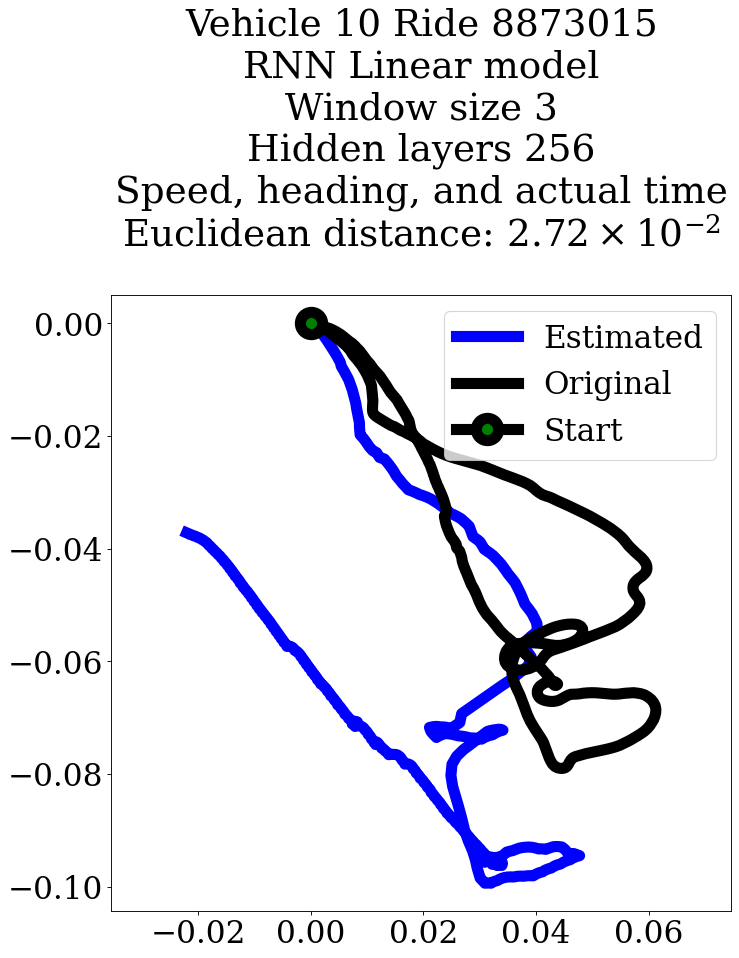 Vehicle 10 Ride 8873015
RNN Linear model
Window size 3
Hidden layers 256
Speed, heading, and actual time
Euclidean distance: 2.72 × 10⁻²
Estimated
Original
Start
0.00
−0.02
−0.04
−0.06
−0.08
−0.10
−0.02 0.00 0.02 0.04 0.06